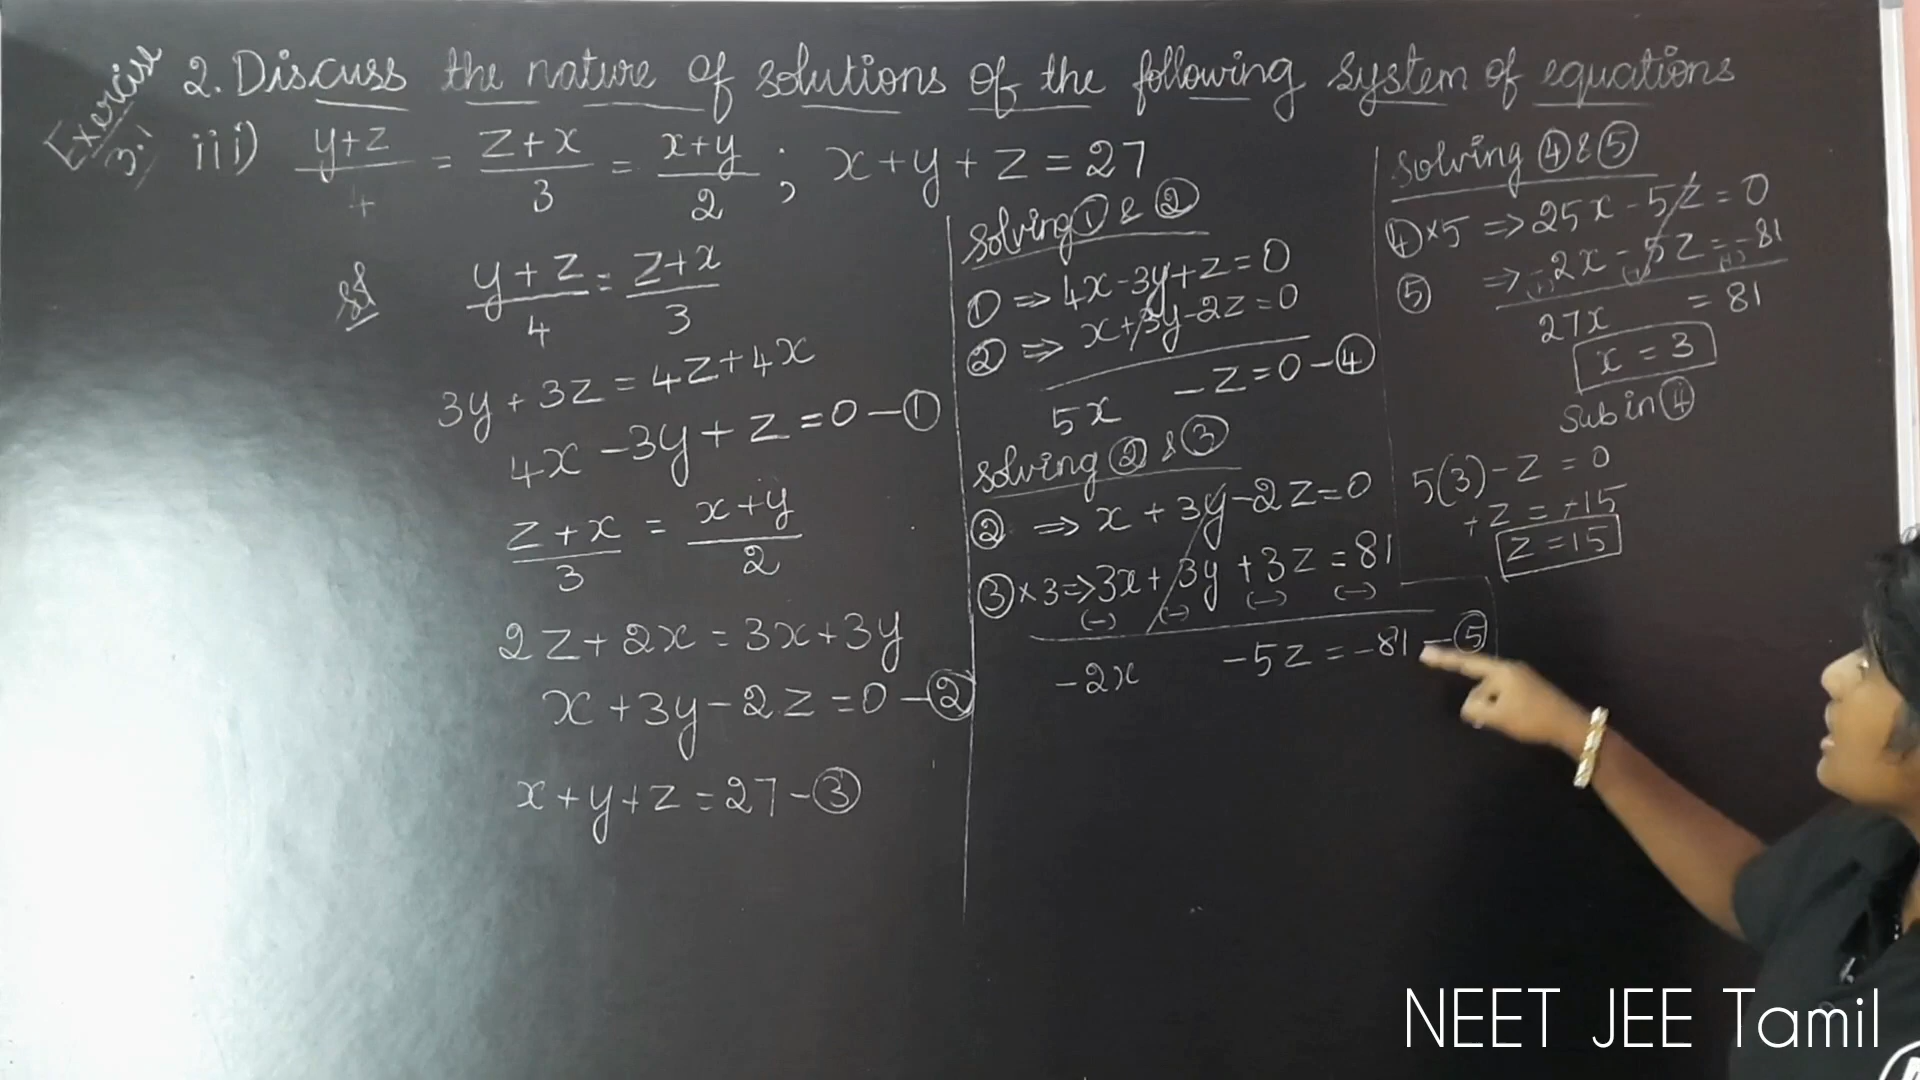 Exercise 3.1
2. Discuss the nature of solutions of the following system of equations
iii) y+z/4 = z+x/3 = x+y/2 ; x+y+z=27
y+z/4 = z+x/3
3y+3z=4z+4x
4x-3y+z=0-①
z+x/3 = x+y/2
2z+2x=3x+3y
x+3y-2z=0-②
x+y+z=27-③
Solving ① & ②
① ⇒ 4x-3y+z=0
② ⇒ x+3y-2z=0
5x -z=0-④
Solving ② & ③
② ⇒ x+3y-2z=0
③×3⇒3x+3y+3z=81
(-) (-) (-) (-)
-2x -5z=-81-⑤
Solving ④ & ⑤
④×5 ⇒25x-5z=0
⑤ ⇒-2x-5z=-81
(+) (+) (+)
27x =81
x=3
Sub in ④
5(3)-z=0
+z=+15
z=15
NEET JEE Tamil